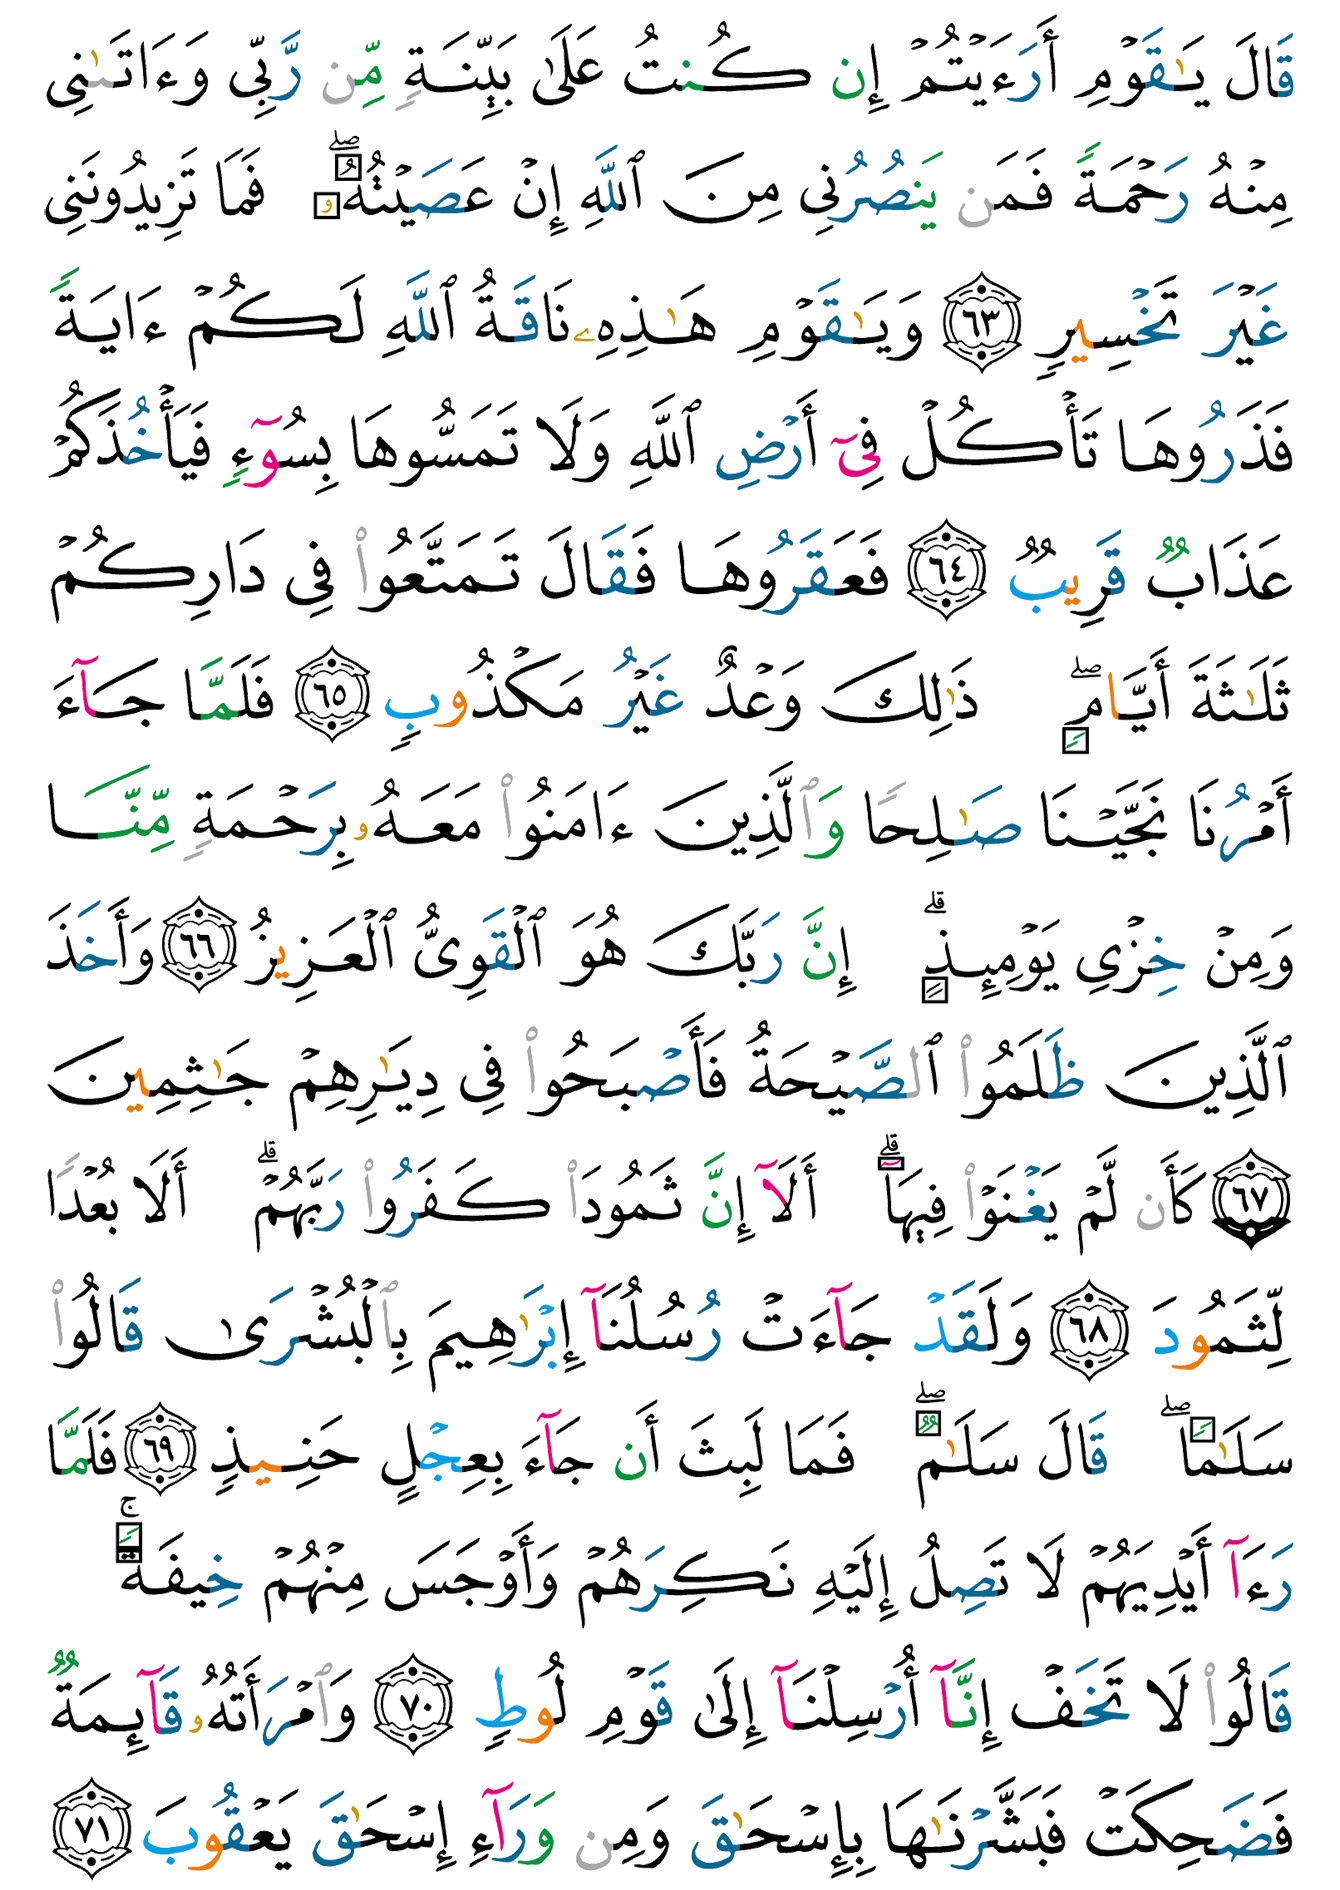 قَالَ يَـٰقَوْمِ أَرَءَيْتُمْ إِن كُنتُ عَلَىٰ بَيِّنَةٍ مِّن رَّبِّى وَءَاتَىٰنِى
مِنْهُ رَحْمَةً فَمَن يَنصُرُنِى مِنَ ٱللَّهِ إِنْ عَصَيْتُهُۥ ۖ فَمَا تَزِيدُونَنِى
غَيْرَ تَخْسِيرٍ ٦٣ وَيَـٰقَوْمِ هَـٰذِهِۦ نَاقَةُ ٱللَّهِ لَكُمْ ءَايَةً
فَذَرُوهَا تَأْكُلْ فِىٓ أَرْضِ ٱللَّهِ وَلَا تَمَسُّوهَا بِسُوٓءٍ فَيَأْخُذَكُمْ
عَذَابٌ قَرِيبٌ ٦٤ فَعَقَرُوهَا فَقَالَ تَمَتَّعُوا۟ فِى دَارِكُمْ
ثَلَـٰثَةَ أَيَّامٍ ۖ ذَٰلِكَ وَعْدٌ غَيْرُ مَكْذُوبٍ ٦٥ فَلَمَّا جَآءَ
أَمْرُنَا نَجَّيْنَا صَـٰلِحًا وَٱلَّذِينَ ءَامَنُوا۟ مَعَهُۥ بِرَحْمَةٍ مِّنَّا
وَمِنْ خِزْىِ يَوْمِئِذٍ ۗ إِنَّ رَبَّكَ هُوَ ٱلْقَوِىُّ ٱلْعَزِيزُ ٦٦ وَأَخَذَ
ٱلَّذِينَ ظَلَمُوا۟ ٱلصَّيْحَةُ فَأَصْبَحُوا۟ فِى دِيَـٰرِهِمْ جَـٰثِمِينَ
٦٧ كَأَن لَّمْ يَغْنَوْا۟ فِيهَآ ۗ أَلَآ إِنَّ ثَمُودَا۟ كَفَرُوا۟ رَبَّهُمْ ۗ أَلَا بُعْدًا
لِّثَمُودَ ٦٨ وَلَقَدْ جَآءَتْ رُسُلُنَآ إِبْرَٰهِيمَ بِٱلْبُشْرَىٰ قَالُوا۟
سَلَـٰمًا ۖ قَالَ سَلَـٰمٌ ۖ فَمَا لَبِثَ أَن جَآءَ بِعِجْلٍ حَنِيذٍ ٦٩ فَلَمَّا
رَءَآ أَيْدِيَهُمْ لَا تَصِلُ إِلَيْهِ نَكِرَهُمْ وَأَوْجَسَ مِنْهُمْ خِيفَةً ۚ
قَالُوا۟ لَا تَخَفْ إِنَّآ أُرْسِلْنَآ إِلَىٰ قَوْمِ لُوطٍ ٧٠ وَٱمْرَأَتُهُۥ قَآئِمَةٌ
فَضَحِكَتْ فَبَشَّرْنَـٰهَا بِإِسْحَـٰقَ وَمِن وَرَآءِ إِسْحَـٰقَ يَعْقُوبَ ٧١